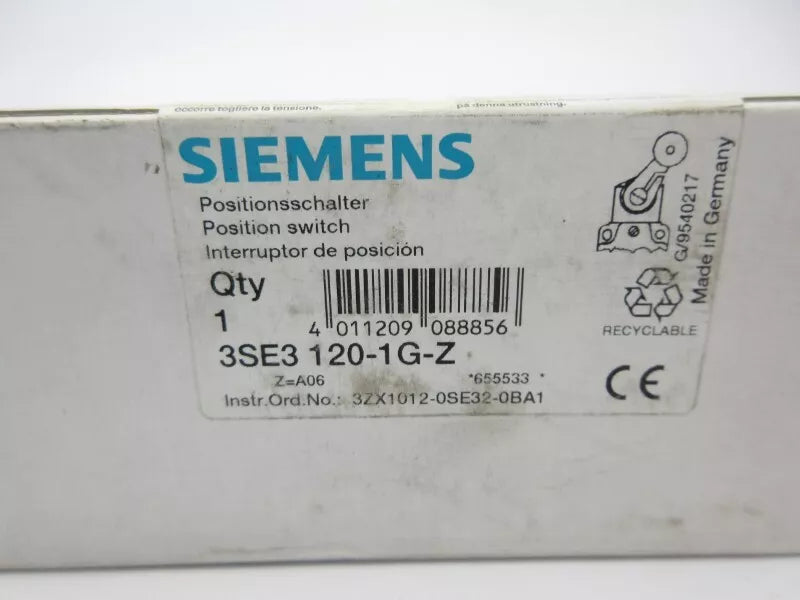 occorre togliere la tensione.
på denna utrustning.
SIEMENS
Positionsschalter
Position switch
Interruptor de posición
Qty
1
4 011209 088856
3SE3 120-1G-Z
Z=A06 *655533 *
Instr.Ord.No.: 3ZX1012-0SE32-0BA1
G/9540217
Made in Germany
RECYCLABLE
CE